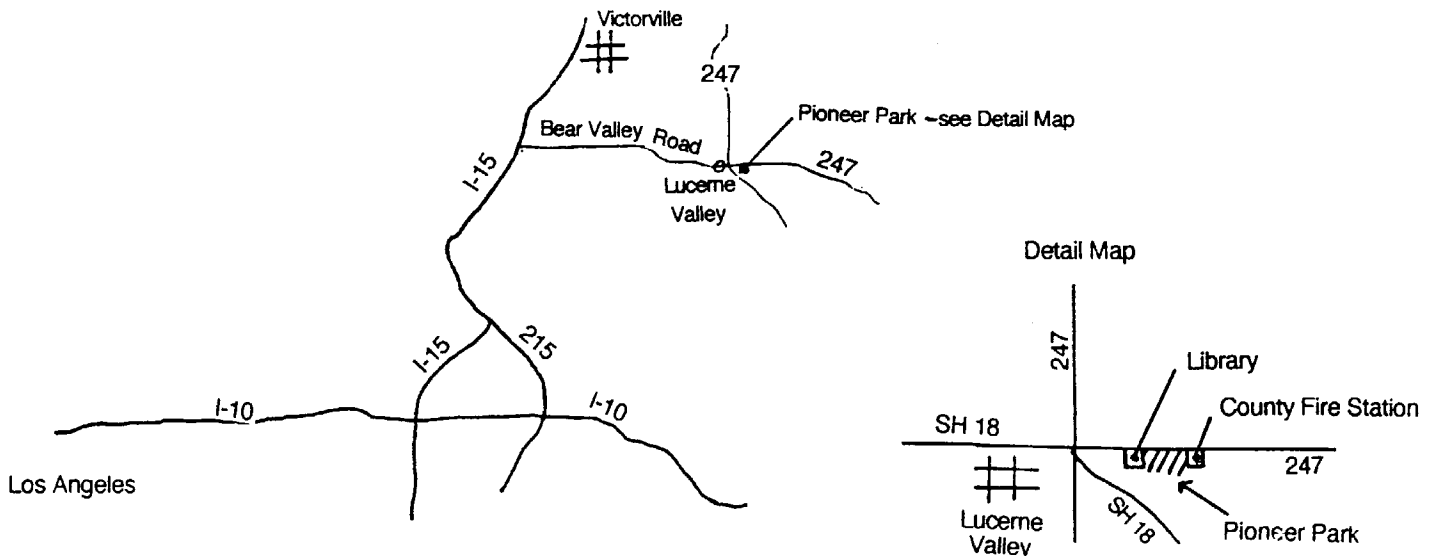 Victorville
247
Pioneer Park - see Detail Map
Bear Valley Road
247
I-15
Lucerne
Valley
Detail Map
247
I-15
215
Library
I-10
I-10
County Fire Station
SH 18
247
Los Angeles
SH 18
Lucerne
Valley
Pioneer Park